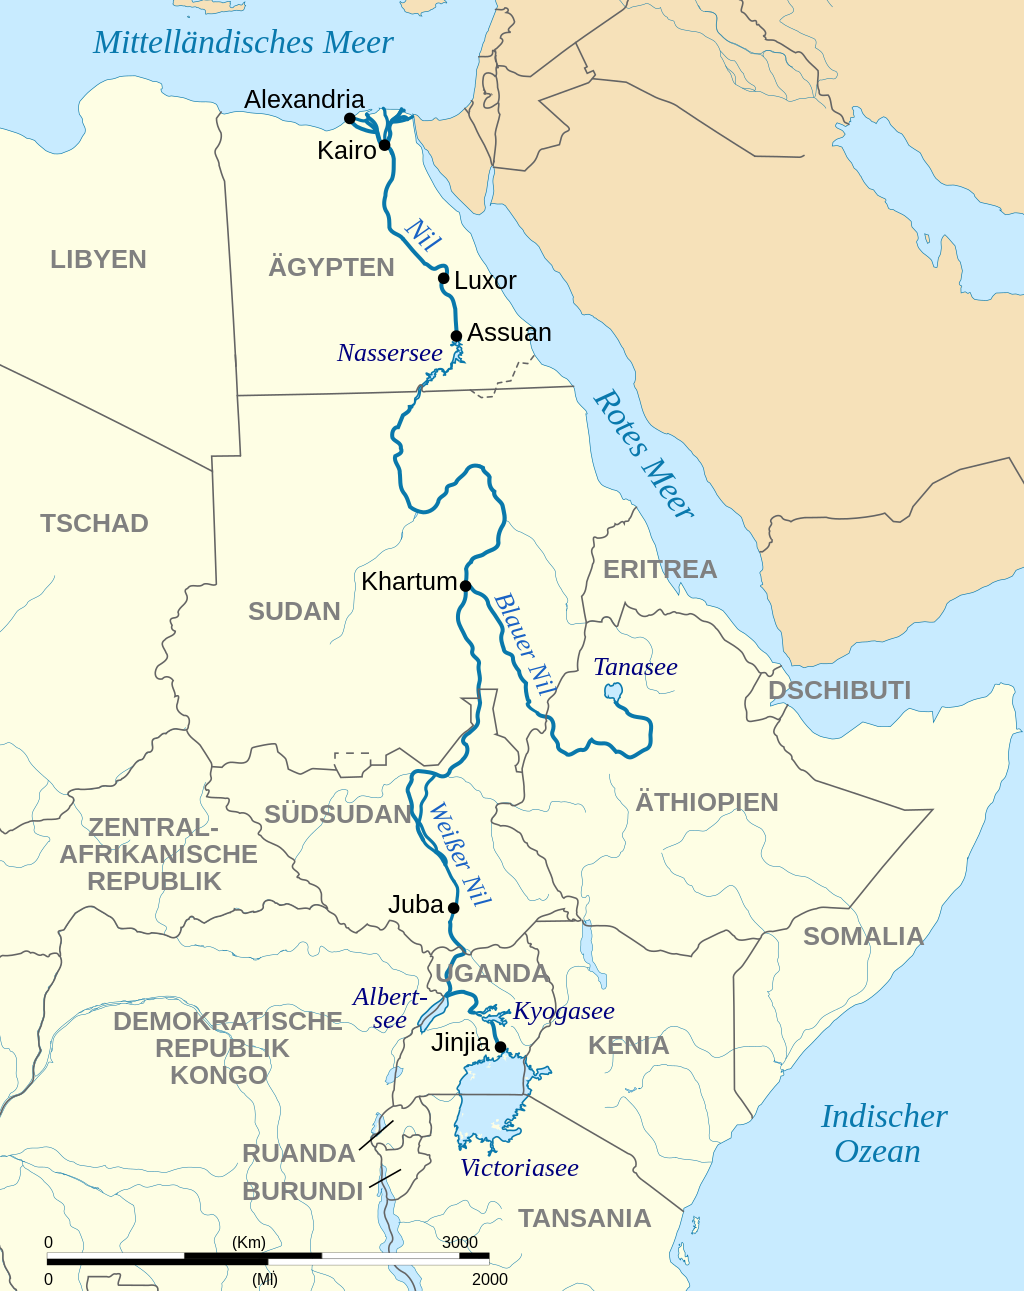 Mittelländisches Meer
Alexandria
Kairo
Nil
LIBYEN
ÄGYPTEN
Luxor
Assuan
Nassersee
Rotes Meer
TSCHAD
ERITREA
Khartum
SUDAN
Blauer Nil
Tanasee
DSCHIBUTI
ÄTHIOPIEN
SÜDSUDAN
Weißer Nil
ZENTRAL-
AFRIKANISCHE
REPUBLIK
Juba
SOMALIA
UGANDA
Albert-
see
Kyogasee
DEMOKRATISCHE
REPUBLIK
KONGO
Jinjia
KENIA
Indischer
Ozean
RUANDA
Victoriasee
BURUNDI
TANSANIA
0 (Km) 3000
0 (MI) 2000